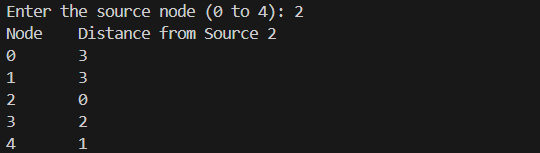 Enter the source node (0 to 4): 2
Node    Distance from Source 2
0       3
1       3
2       0
3       2
4       1